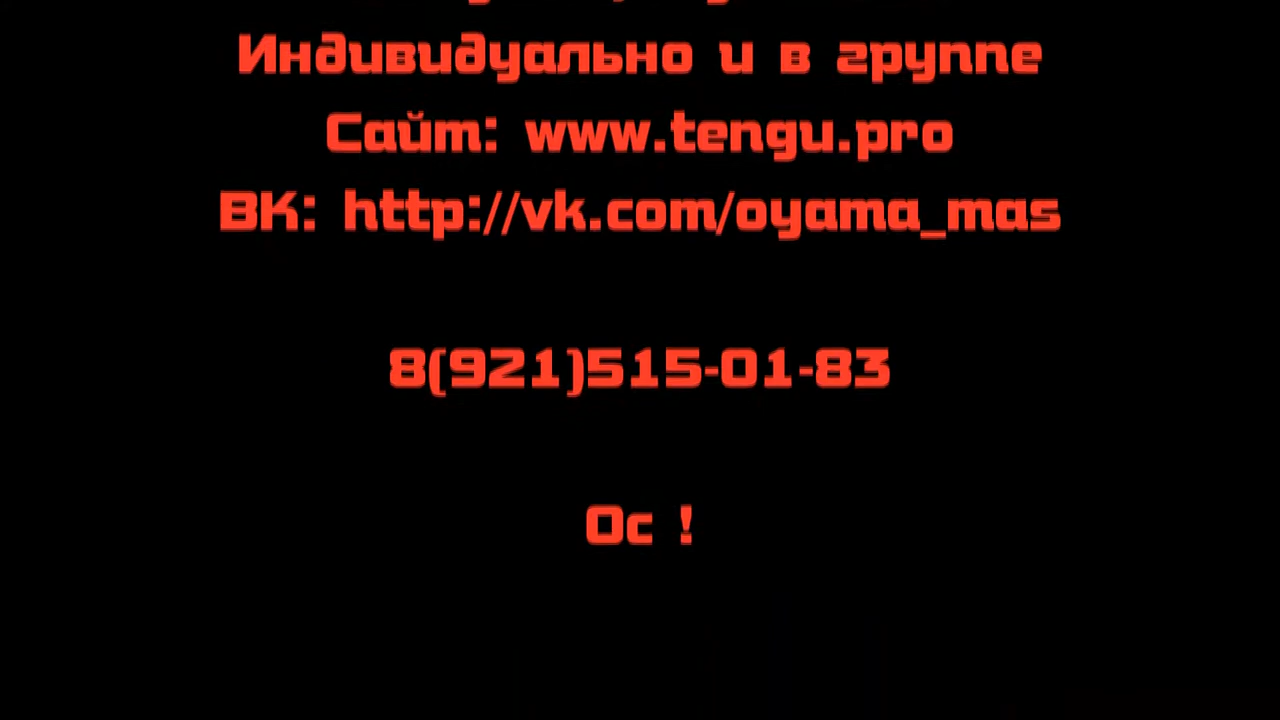 Индивидуально и в группе
Сайт: www.tengu.pro
ВК: http://vk.com/oyama_mas
8(921)515-01-83
Ос !